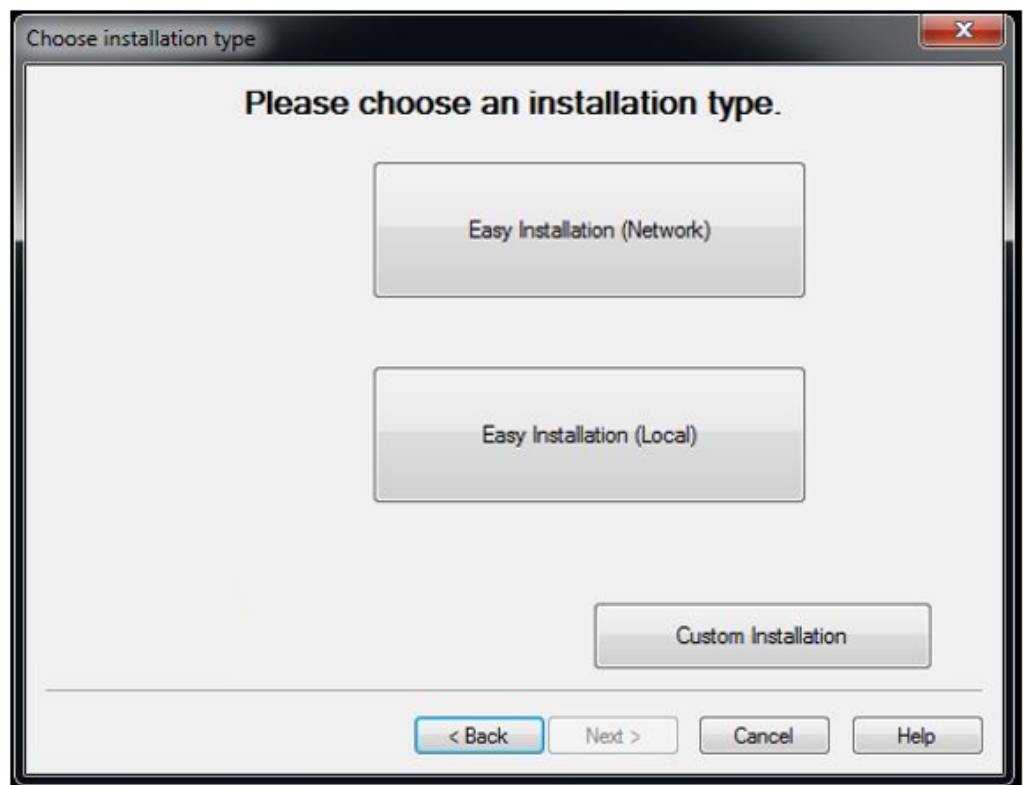 Choose installation type
Please choose an installation type.
Easy Installation (Network)
Easy Installation (Local)
Custom Installation
< Back Next > Cancel Help